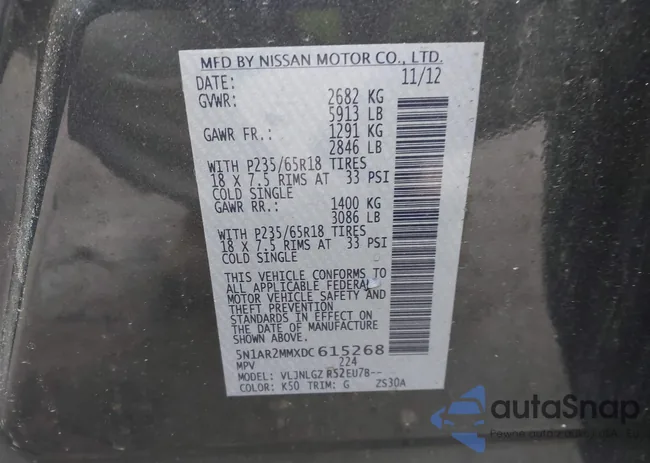 MFD BY NISSAN MOTOR CO., LTD.
DATE: 11/12
GVWR: 2682 KG
5913 LB
GAWR FR: 1291 KG
2846 LB
WITH P235/65R18 TIRES
18 X 7.5 RIMS AT 33 PSI
COLD SINGLE
GAWR RR: 1400 KG
3086 LB
WITH P235/65R18 TIRES
18 X 7.5 RIMS AT 33 PSI
COLD SINGLE
THIS VEHICLE CONFORMS TO
ALL APPLICABLE FEDERAL
MOTOR VEHICLE SAFETY AND
THEFT PREVENTION
STANDARDS IN EFFECT ON
THE DATE OF MANUFACTURE
SHOWN ABOVE.
5N1AR2MMXDC615268
MPV 224
MODEL: VLJNLGZ R52EU7B--
COLOR: K50 TRIM: G ZS30A
autoSnap
Pewne auto z